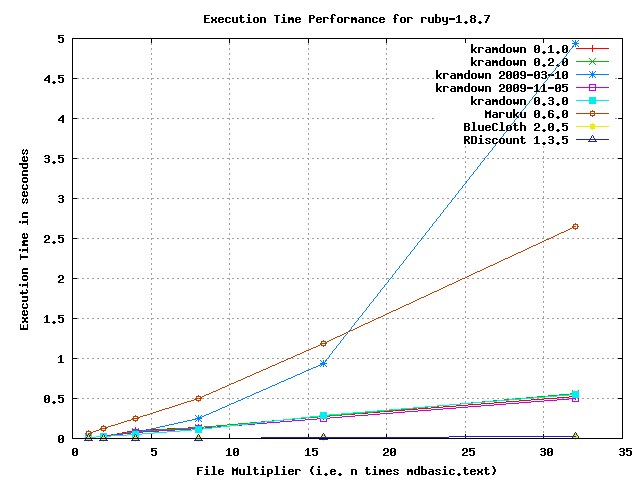 Execution Time Performance for ruby-1.8.7
kramdown 0.1.0
kramdown 0.2.0
kramdown 2009-03-10
kramdown 2009-11-05
kramdown 0.3.0
Maruku 0.6.0
BlueCloth 2.0.5
RDiscount 1.3.5
Execution Time in secondes
5
4.5
4
3.5
3
2.5
2
1.5
1
0.5
0
0 5 10 15 20 25 30 35
File Multiplier (i.e. n times mdbasic.text)